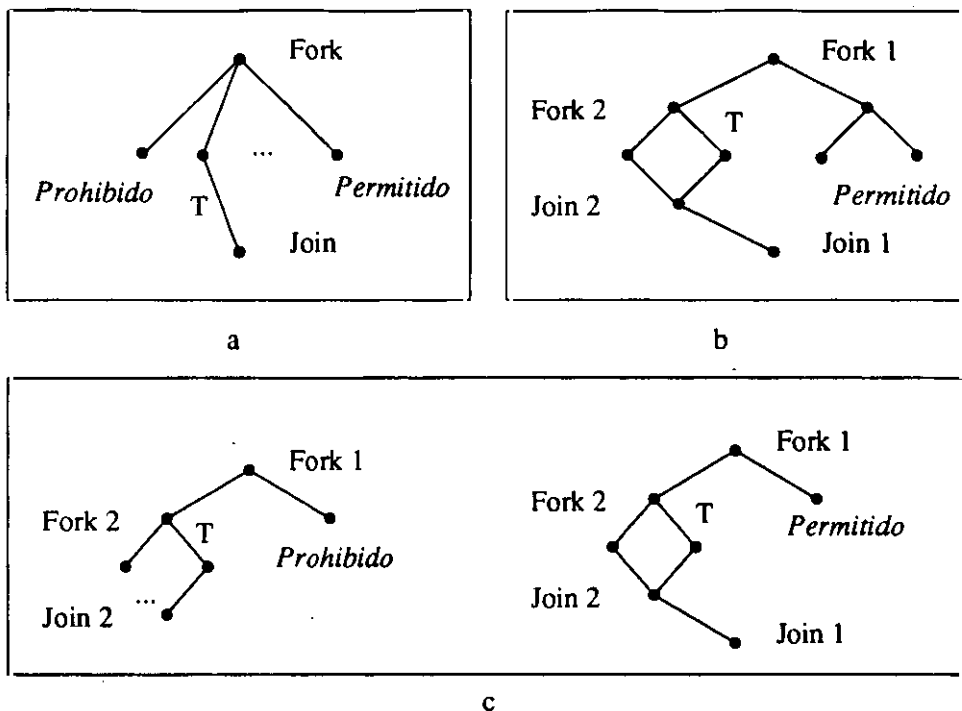 Fork
Prohibido
...
Permitido
T
Join
a
Fork 1
Fork 2
T
Permitido
Join 2
Join 1
b
Fork 1
Fork 2
T
Prohibido
...
Join 2
Fork 1
Fork 2
T
Permitido
Join 2
Join 1
c